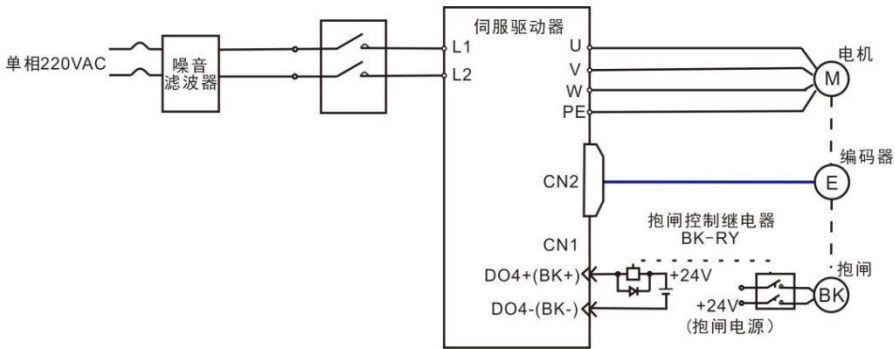 伺服驱动器
单相220VAC
噪音
滤波器
L1
L2
U
V
W
PE
电机
M
编码器
E
CN2
抱闸控制继电器
BK-RY
CN1
DO4+(BK+)
+24V
抱闸
BK
DO4-(BK-)
+24V
(抱闸电源)